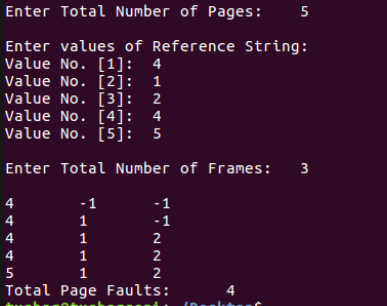 Enter Total Number of Pages: 5
Enter values of Reference String:
Value No. [1]: 4
Value No. [2]: 1
Value No. [3]: 2
Value No. [4]: 4
Value No. [5]: 5
Enter Total Number of Frames: 3
4 -1 -1
4 1 -1
4 1 2
4 1 2
5 1 2
Total Page Faults: 4